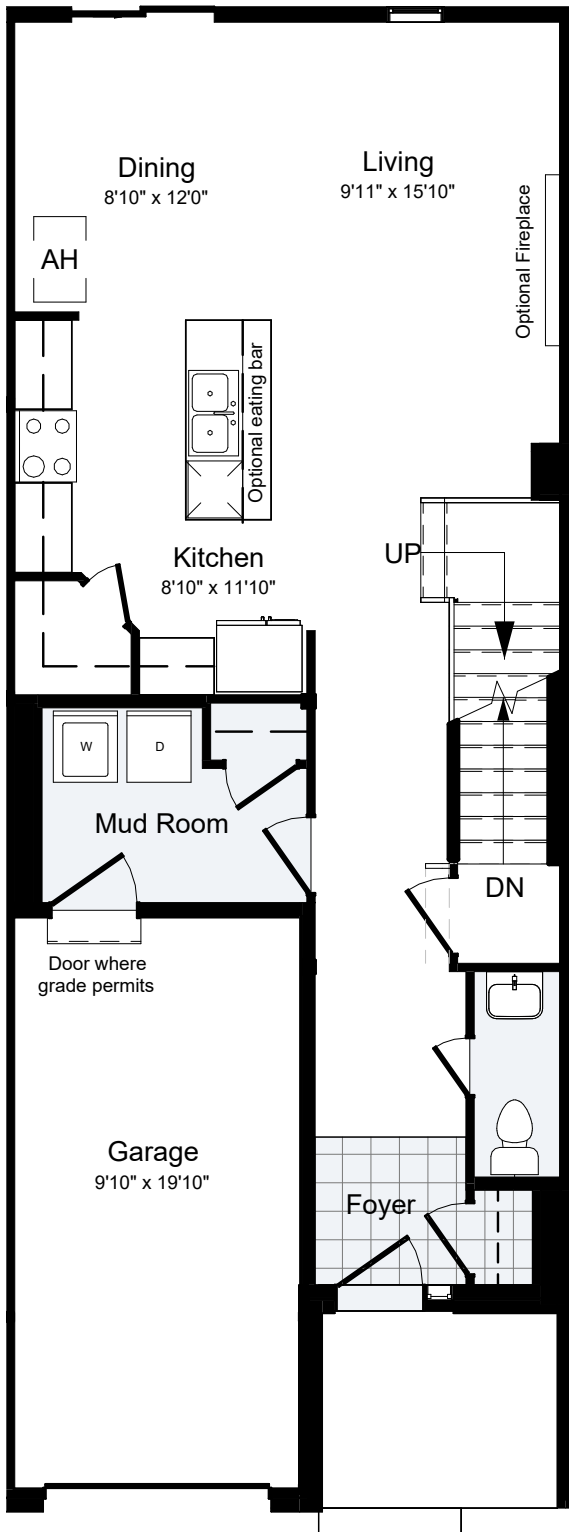 Dining
8'10" x 12'0"
Living
9'11" x 15'10"
Optional Fireplace
AH
Optional eating bar
Kitchen
8'10" x 11'10"
UP
W
D
Mud Room
DN
Door where
grade permits
Garage
9'10" x 19'10"
Foyer